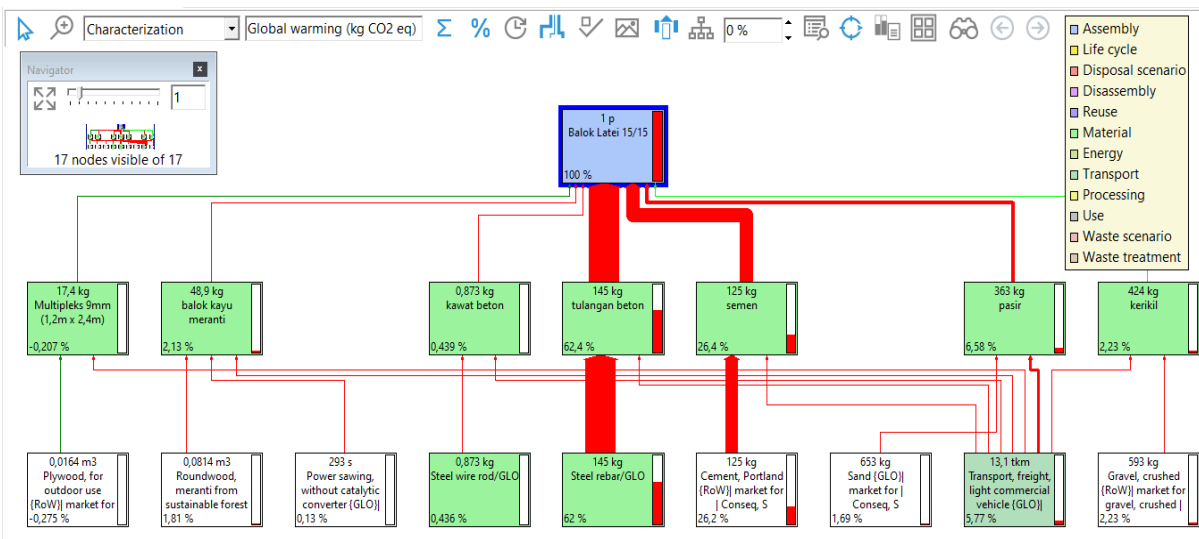 Characterization
Global warming (kg CO2 eq)
0 %
Navigator
x
1
17 nodes visible of 17
Assembly
Life cycle
Disposal scenario
Disassembly
Reuse
Material
Energy
Transport
Processing
Use
Waste scenario
Waste treatment
1 p
Balok Latei 15/15
100 %
17,4 kg
Multipleks 9mm
(1,2m x 2,4m)
-0,207 %
48,9 kg
balok kayu
meranti
2,13 %
0,873 kg
kawat beton
0,439 %
145 kg
tulangan beton
62,4 %
125 kg
semen
26,4 %
363 kg
pasir
6,58 %
424 kg
kerikil
2,23 %
0,0164 m3
Plywood, for
outdoor use
{RoW}| market for
-0,275 %
0,0814 m3
Roundwood,
meranti from
sustainable forest
1,81 %
293 s
Power sawing,
without catalytic
converter {GLO}|
0,13 %
0,873 kg
Steel wire rod/GLO
0,436 %
145 kg
Steel rebar/GLO
62 %
125 kg
Cement, Portland
{RoW}| market for
| Conseq, S
26,2 %
653 kg
Sand {GLO}|
market for |
Conseq, S
1,69 %
13,1 tkm
Transport, freight,
light commercial
vehicle {GLO}|
5,77 %
593 kg
Gravel, crushed
{RoW}| market for
gravel, crushed |
2,23 %